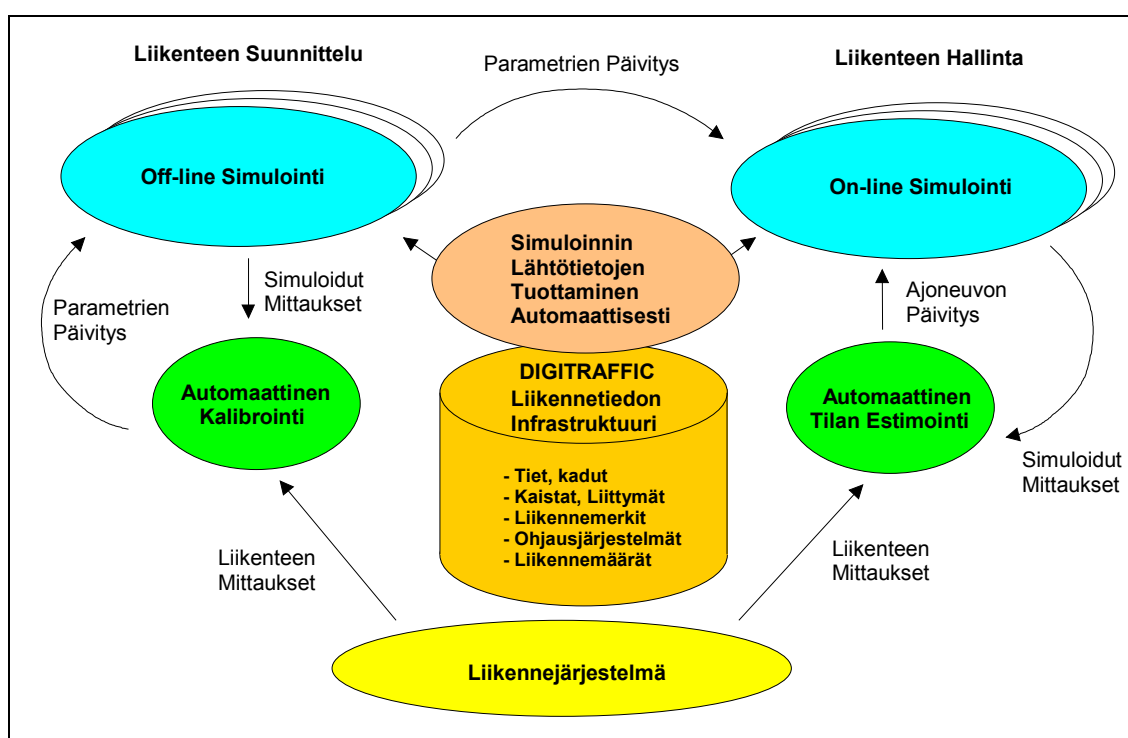 Liikenteen Suunnittelu
Parametrien Päivitys
Liikenteen Hallinta
Off-line Simulointi
On-line Simulointi
Simuloinnin
Lähtötietojen
Tuottaminen
Automaattisesti
Simuloidut
Mittaukset
Parametrien
Päivitys
Ajoneuvon
Päivitys
Automaattinen
Kalibrointi
DIGITRAFFIC
Liikennetiedon
Infrastruktuuri
Automaattinen
Tilan Estimointi
Simuloidut
Mittaukset
- Tiet, kadut
- Kaistat, Liittymät
- Liikennemerkit
- Ohjausjärjestelmät
- Liikennemäärät
Liikenteen
Mittaukset
Liikenteen
Mittaukset
Liikennejärjestelmä